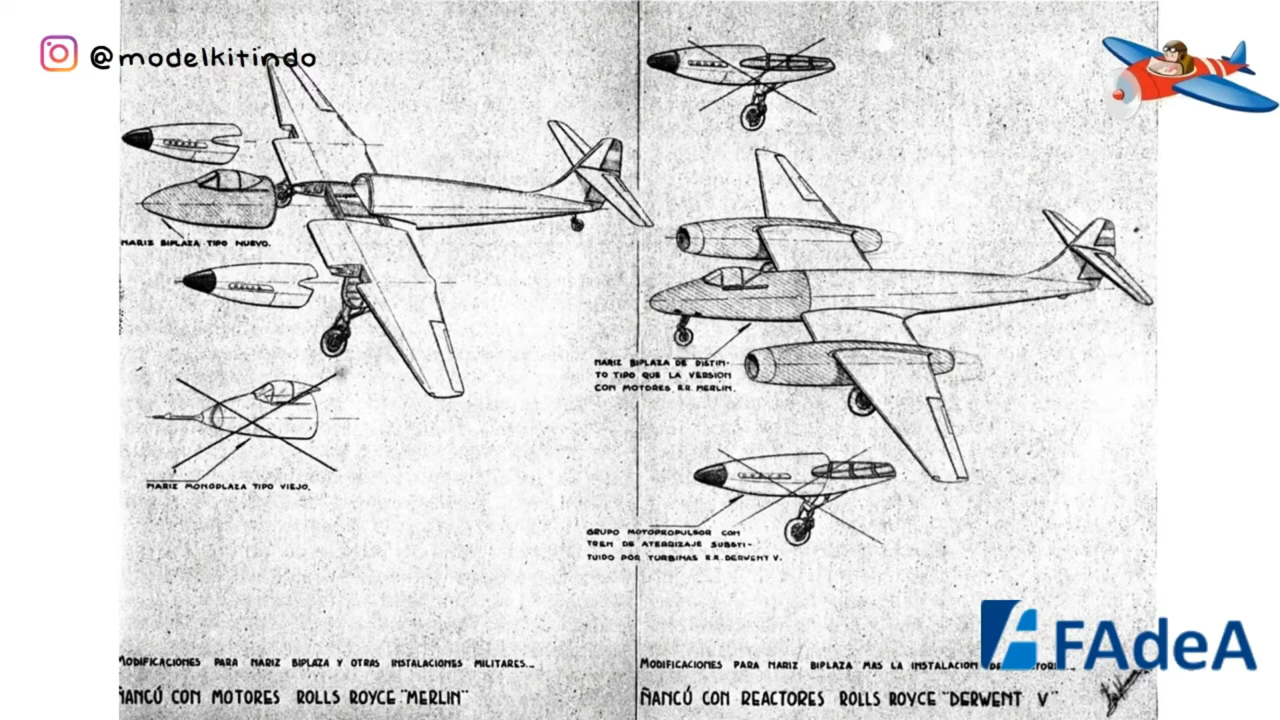 @modelkitindo
NARIZ BIPLAZA TIPO NUEVO.
NARIZ MONOPLAZA TIPO VIEJO.
MODIFICACIONES PARA NARIZ BIPLAZA Y OTRAS INSTALACIONES MILITARES...
ÑANCÚ CON MOTORES ROLLS ROYCE "MERLIN"
NARIZ BIPLAZA DE DISTIN-
TO TIPO QUE LA VERSION
CON MOTORES R.R. MERLIN.
GRUPO MOTOPROPULSOR CON
TREN DE ATERRIZAJE SUBSTI-
TUIDO POR TURBINAS R.R. DERWENT V.
MODIFICACIONES PARA NARIZ BIPLAZA MAS LA INSTALACION
ÑANCÚ CON REACTORES ROLLS ROYCE "DERWENT V"
FAdeA